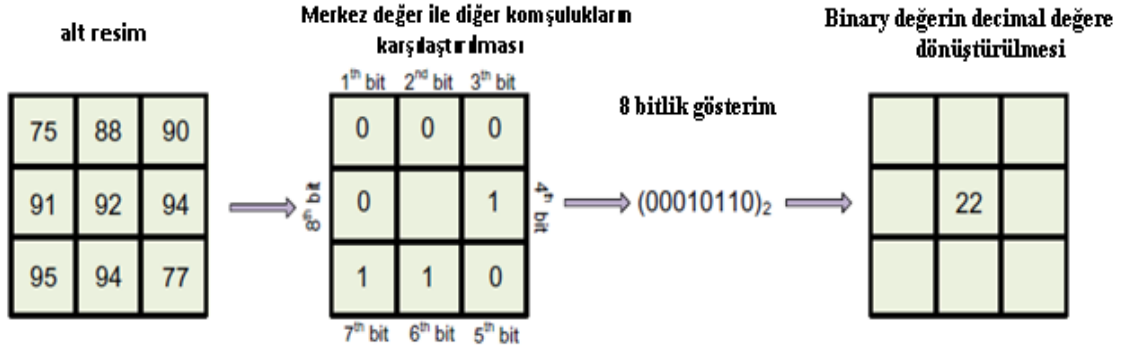 alt resim
75 88 90
91 92 94
95 94 77
Merkez değer ile diğer komşulukların
karşılaştırılması
1th bit 2nd bit 3th bit
0 0 0
8th bit 0 1 4th bit
1 1 0
7th bit 6th bit 5th bit
8 bitlik gösterim
(00010110)2
Binary değerin decimal değere
dönüştürülmesi
22